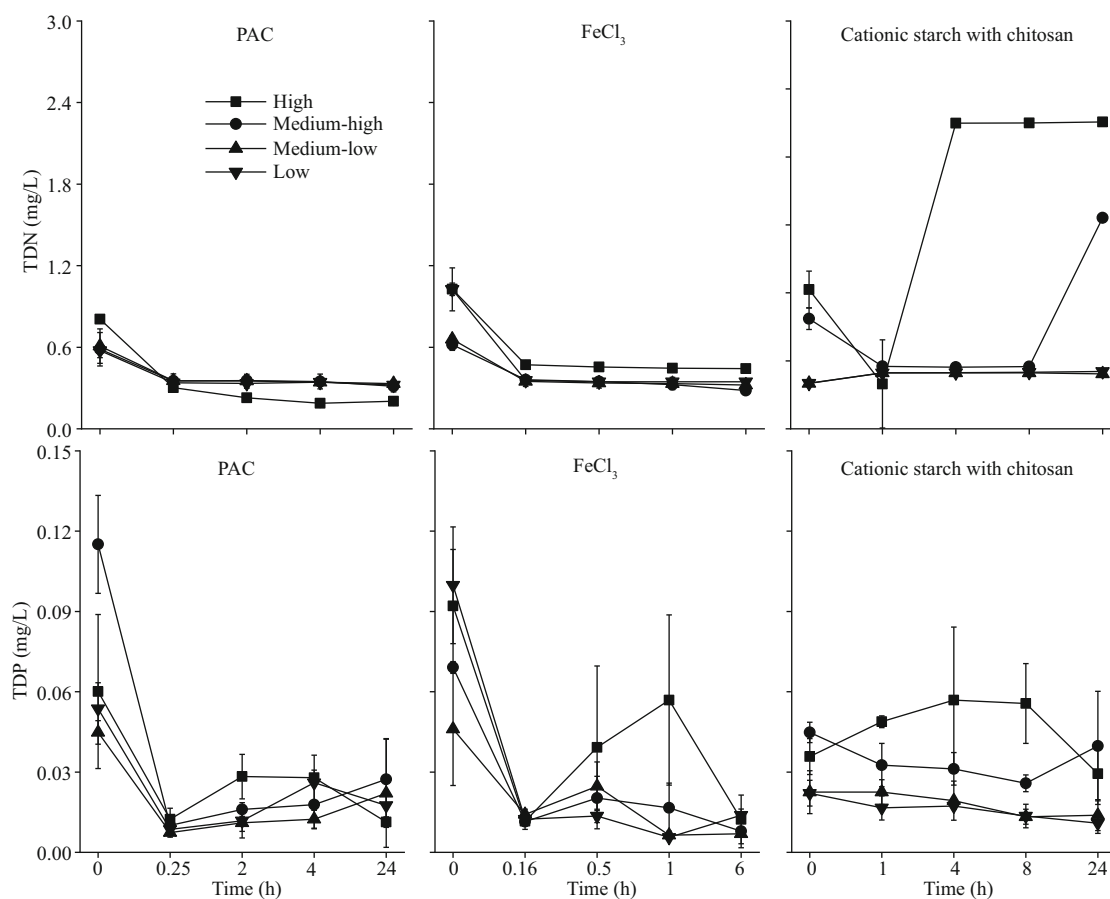 PAC
FeCl₃
Cationic starch with chitosan
High
Medium-high
Medium-low
Low
TDN (mg/L)
3.0
2.4
1.8
1.2
0.6
0.0
PAC
FeCl₃
Cationic starch with chitosan
TDP (mg/L)
0.15
0.12
0.09
0.06
0.03
0.00
0 0.25 2 4 24
0 0.16 0.5 1 6
0 1 4 8 24
Time (h)
Time (h)
Time (h)